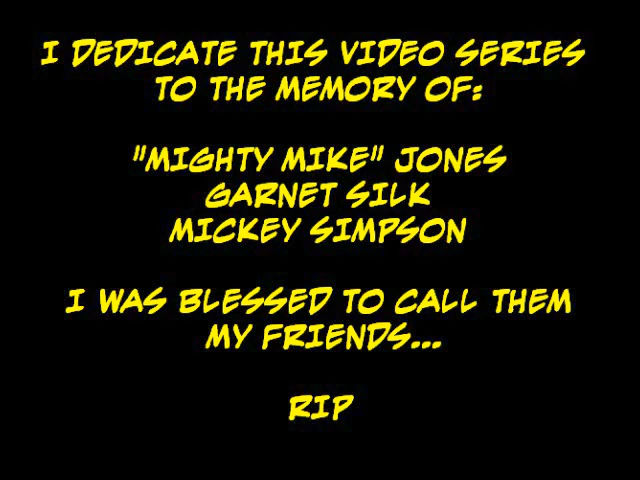 I DEDICATE THIS VIDEO SERIES
TO THE MEMORY OF:
"MIGHTY MIKE" JONES
GARNET SILK
MICKEY SIMPSON
I WAS BLESSED TO CALL THEM
MY FRIENDS...
RIP